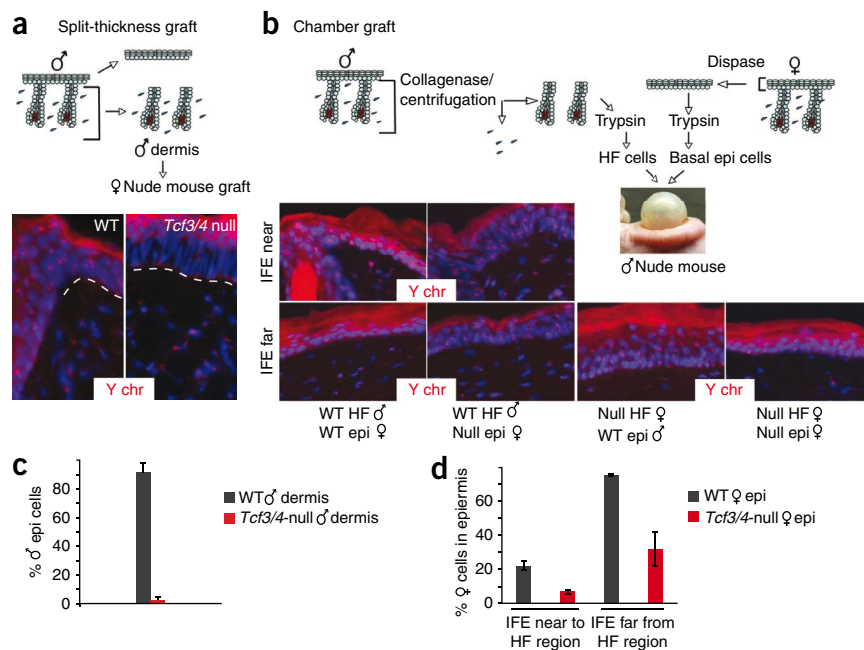 a
Split-thickness graft
♂
♂ dermis
♀ Nude mouse graft
WT
Tcf3/4 null
Y chr
b
Chamber graft
♂
Collagenase/
centrifugation
Dispase
♀
Trypsin
Trypsin
HF cells
Basal epi cells
♂ Nude mouse
IFE near
Y chr
IFE far
Y chr
Y chr
WT HF ♂
WT epi ♀
WT HF ♂
Null epi ♀
Null HF ♀
WT epi ♂
Null HF ♀
Null epi ♀
c
% ♂ epi cells
80
60
40
20
0
WT ♂ dermis
Tcf3/4-null ♂ dermis
d
% ♀ cells in epiermis
60
40
20
0
WT ♀ epi
Tcf3/4-null ♀ epi
IFE near to
HF region
IFE far from
HF region